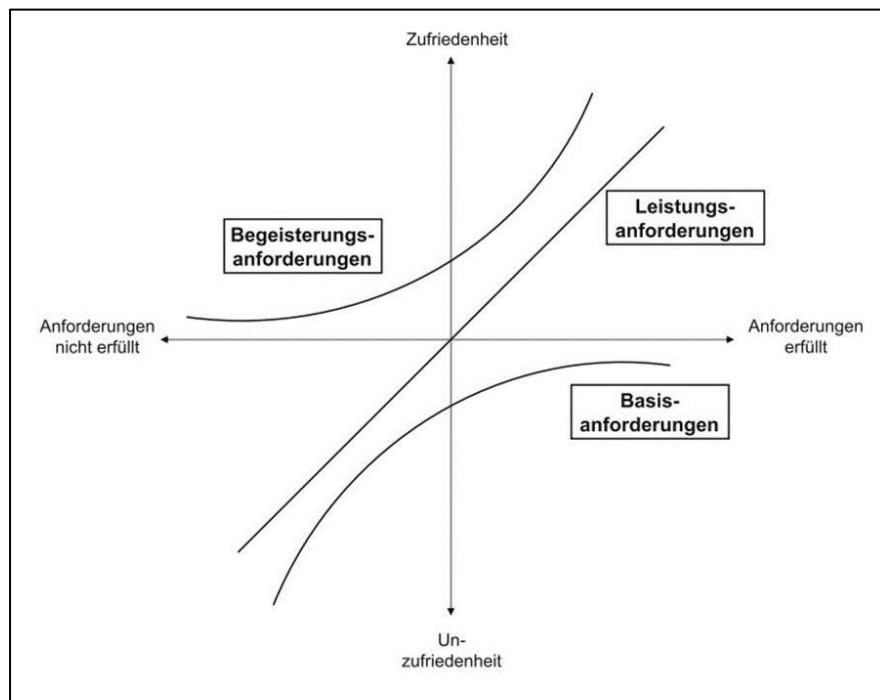 Zufriedenheit
Begeisterungs-
anforderungen
Leistungs-
anforderungen
Anforderungen
nicht erfüllt
Anforderungen
erfüllt
Basis-
anforderungen
Un-
zufriedenheit